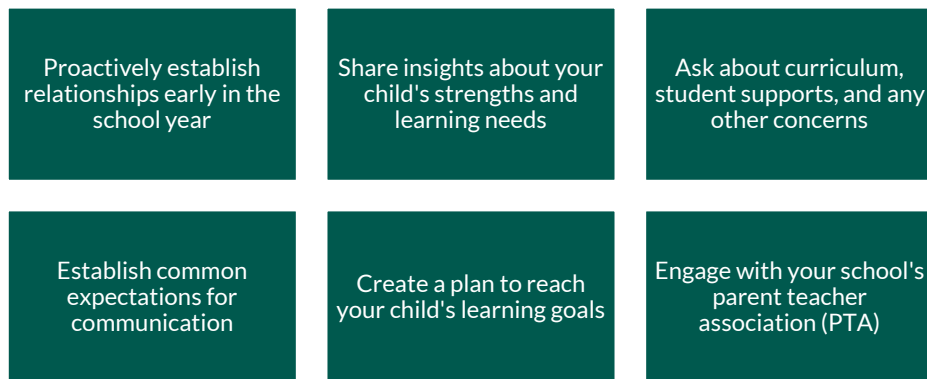 Proactively establish
relationships early in the
school year
Share insights about your
child's strengths and
learning needs
Ask about curriculum,
student supports, and any
other concerns
Establish common
expectations for
communication
Create a plan to reach
your child's learning goals
Engage with your school's
parent teacher
association (PTA)